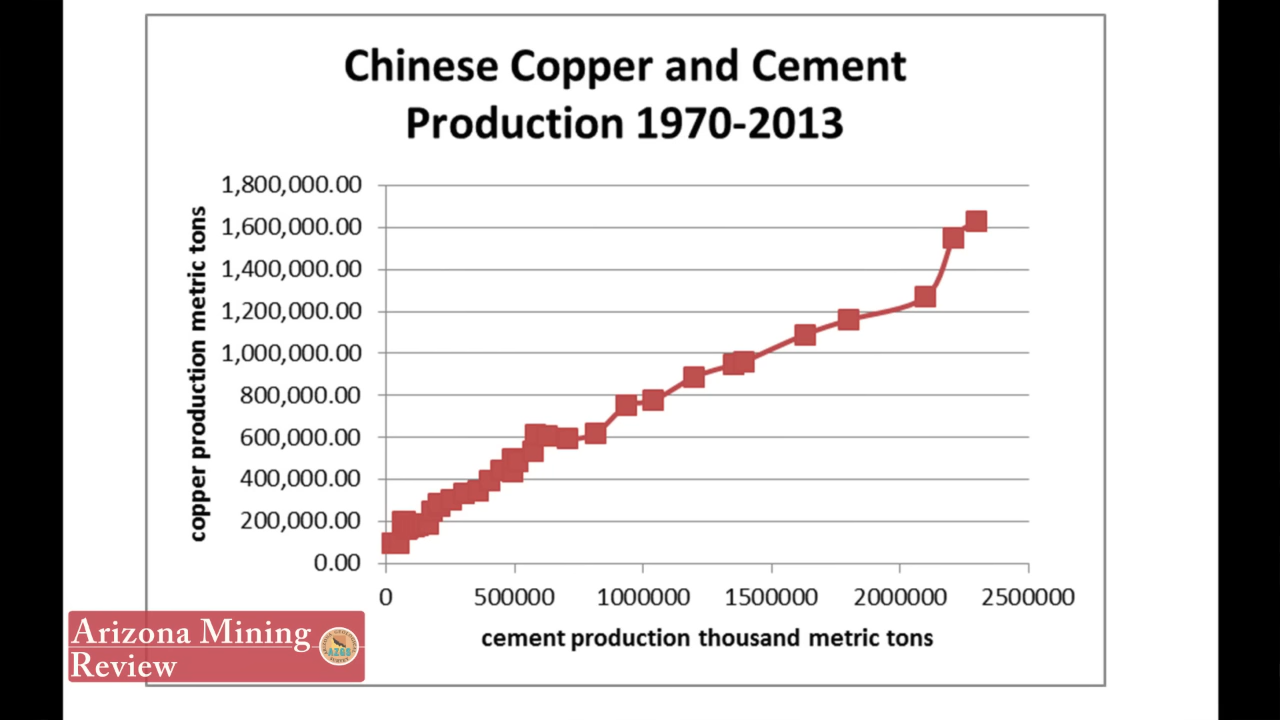 Chinese Copper and Cement
Production 1970-2013
copper production metric tons
1,800,000.00
1,600,000.00
1,400,000.00
1,200,000.00
1,000,000.00
800,000.00
600,000.00
400,000.00
200,000.00
0.00
0 500000 1000000 1500000 2000000 2500000
cement production thousand metric tons
Arizona Mining
Review
AZGS